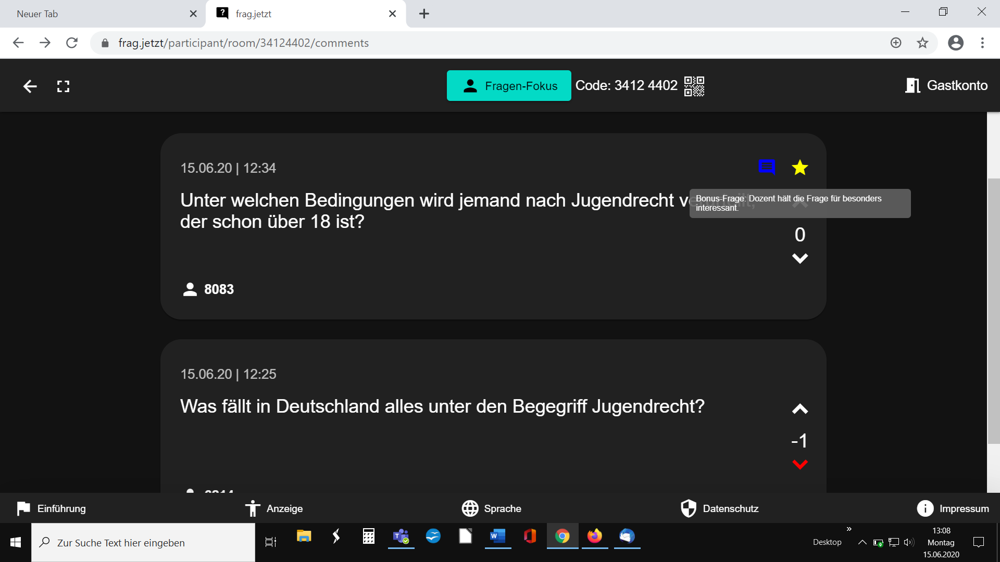 Neuer Tab
frag.jetzt
frag.jetzt/participant/room/34124402/comments
Fragen-Fokus
Code: 3412 4402
Gastkonto
15.06.20 | 12:34
Unter welchen Bedingungen wird jemand nach Jugendrecht
der schon über 18 ist?
Bonus-Frage: Dozent hält die Frage für besonders
interessant.
0
8083
15.06.20 | 12:25
Was fällt in Deutschland alles unter den Begegriff Jugendrecht?
-1
Einführung
Anzeige
Sprache
Datenschutz
Impressum
Zur Suche Text hier eingeben
Desktop
13:08
Montag
15.06.2020